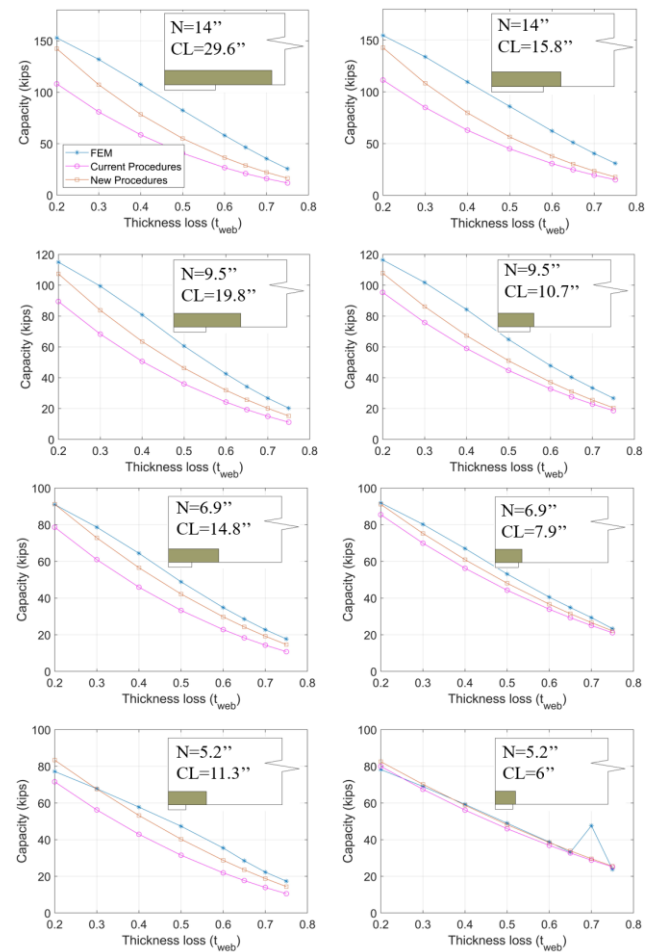 N=14’’
CL=29.6’’
Capacity (kips)
150
100
50
0
FEM
Current Procedures
New Procedures
0.2 0.3 0.4 0.5 0.6 0.7 0.8
Thickness loss (t_web)
N=14’’
CL=15.8’’
Capacity (kips)
150
100
50
0
0.2 0.3 0.4 0.5 0.6 0.7 0.8
Thickness loss (t_web)
N=9.5’’
CL=19.8’’
Capacity (kips)
120
100
80
60
40
20
0
0.2 0.3 0.4 0.5 0.6 0.7 0.8
Thickness loss (t_web)
N=9.5’’
CL=10.7’’
Capacity (kips)
120
100
80
60
40
20
0
0.2 0.3 0.4 0.5 0.6 0.7 0.8
Thickness loss (t_web)
N=6.9’’
CL=14.8’’
Capacity (kips)
100
80
60
40
20
0
0.2 0.3 0.4 0.5 0.6 0.7 0.8
Thickness loss (t_web)
N=6.9’’
CL=7.9’’
Capacity (kips)
100
80
60
40
20
0
0.2 0.3 0.4 0.5 0.6 0.7 0.8
Thickness loss (t_web)
N=5.2’’
CL=11.3’’
Capacity (kips)
100
80
60
40
20
0
0.2 0.3 0.4 0.5 0.6 0.7 0.8
Thickness loss (t_web)
N=5.2’’
CL=6’’
Capacity (kips)
100
80
60
40
20
0
0.2 0.3 0.4 0.5 0.6 0.7 0.8
Thickness loss (t_web)